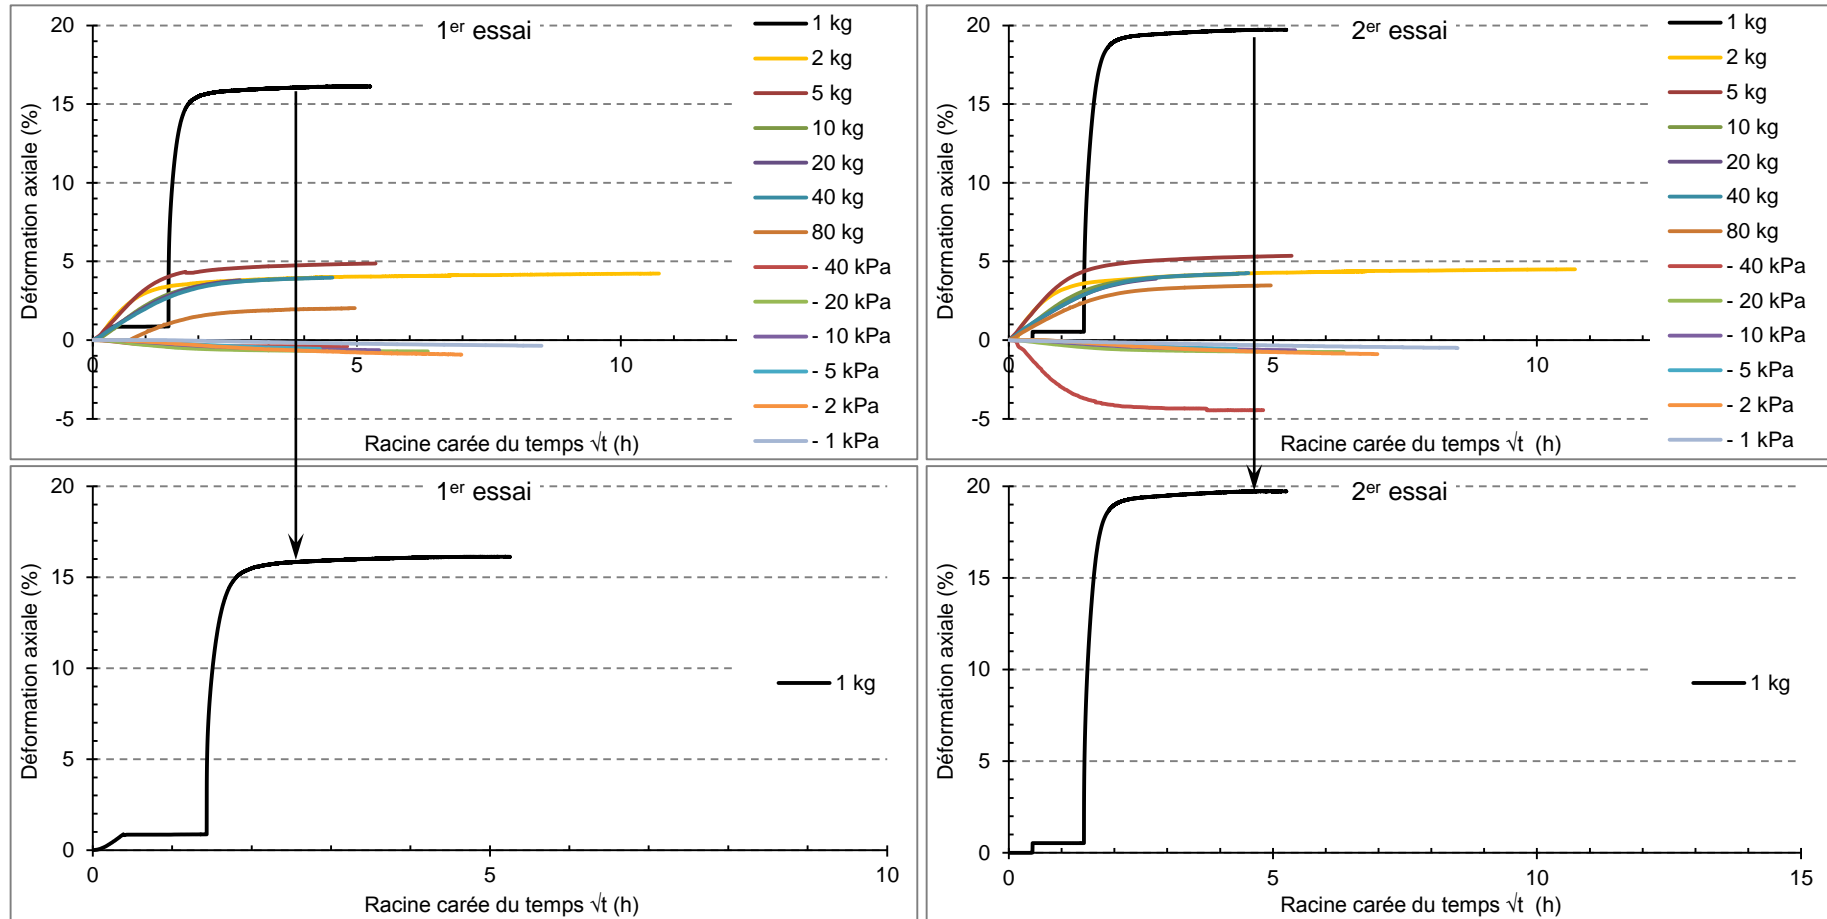 1er essai
Déformation axiale (%)
20
15
10
5
0
-5
0
5
10
Racine carée du temps √t (h)
1 kg
2 kg
5 kg
10 kg
20 kg
40 kg
80 kg
- 40 kPa
- 20 kPa
- 10 kPa
- 5 kPa
- 2 kPa
- 1 kPa
2er essai
Déformation axiale (%)
20
15
10
5
0
-5
0
5
10
Racine carée du temps √t (h)
1 kg
2 kg
5 kg
10 kg
20 kg
40 kg
80 kg
- 40 kPa
- 20 kPa
- 10 kPa
- 5 kPa
- 2 kPa
- 1 kPa
1er essai
Déformation axiale (%)
20
15
10
5
0
0
5
10
Racine carée du temps √t (h)
1 kg
2er essai
Déformation axiale (%)
20
15
10
5
0
0
5
10
15
Racine carée du temps √t (h)
1 kg